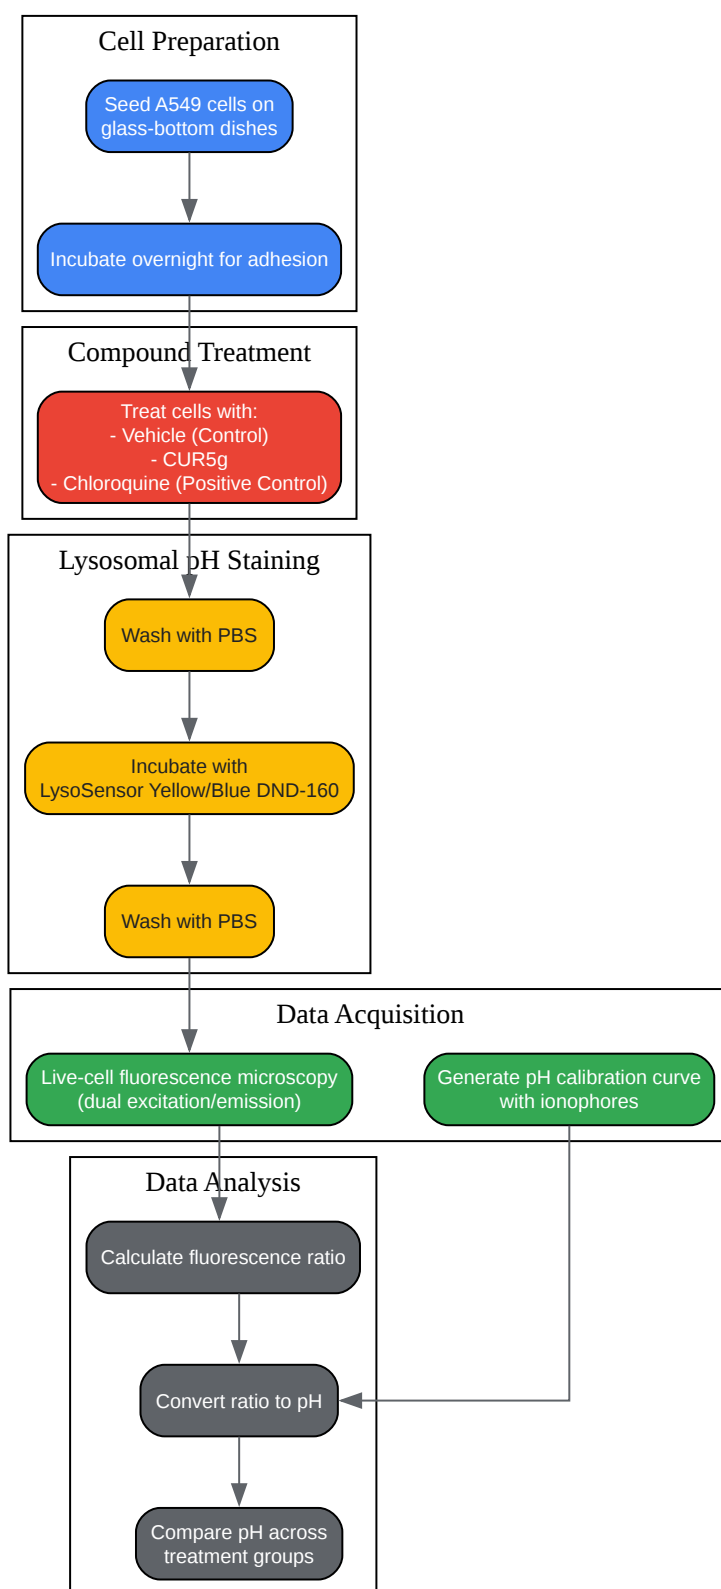 Cell Preparation
Seed A549 cells on
glass-bottom dishes
Incubate overnight for adhesion
Compound Treatment
Treat cells with:
- Vehicle (Control)
- CUR5g
- Chloroquine (Positive Control)
Lysosomal pH Staining
Wash with PBS
Incubate with
LysoSensor Yellow/Blue DND-160
Wash with PBS
Data Acquisition
Live-cell fluorescence microscopy
(dual excitation/emission)
Generate pH calibration curve
with ionophores
Data Analysis
Calculate fluorescence ratio
Convert ratio to pH
Compare pH across
treatment groups